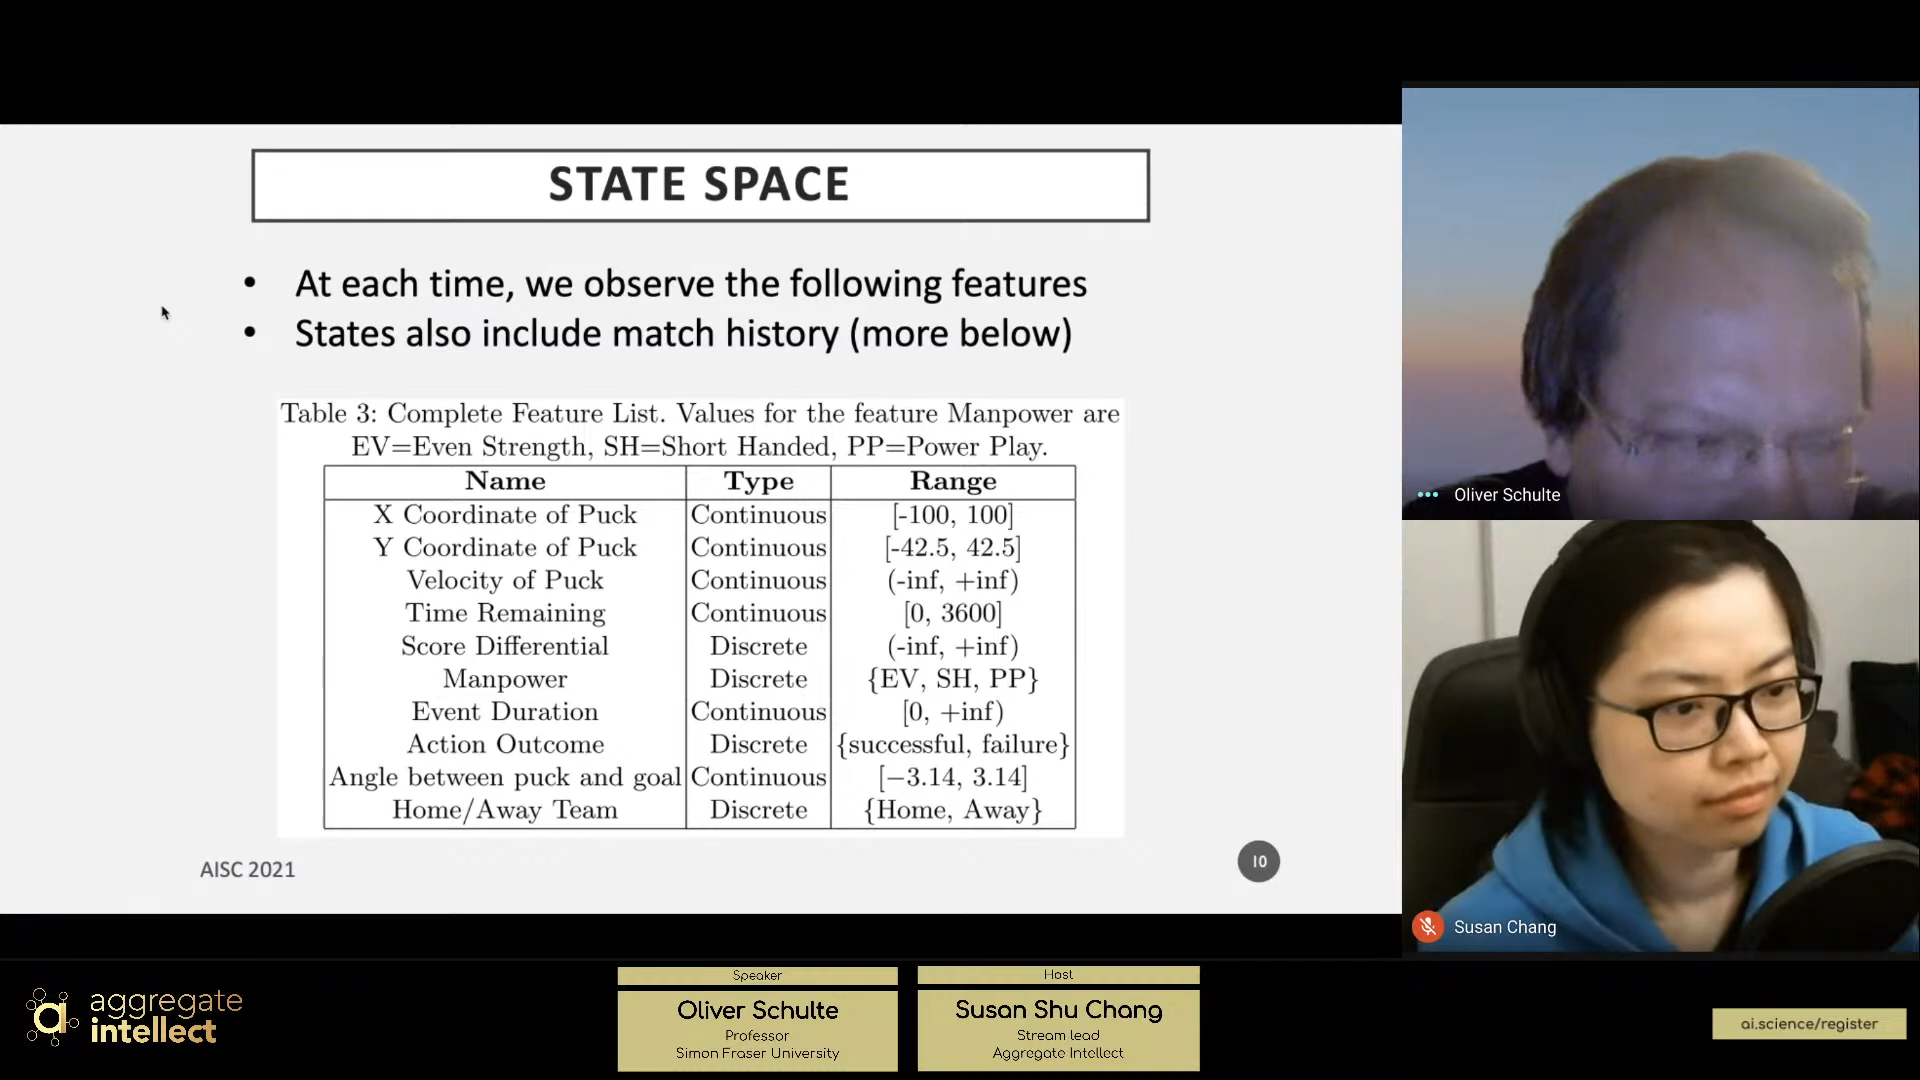 STATE SPACE
• At each time, we observe the following features
• States also include match history (more below)
Table 3: Complete Feature List. Values for the feature Manpower are
EV=Even Strength, SH=Short Handed, PP=Power Play.
Name Type Range
X Coordinate of Puck Continuous [-100, 100]
Y Coordinate of Puck Continuous [-42.5, 42.5]
Velocity of Puck Continuous (-inf, +inf)
Time Remaining Continuous [0, 3600]
Score Differential Discrete (-inf, +inf)
Manpower Discrete {EV, SH, PP}
Event Duration Continuous [0, +inf)
Action Outcome Discrete {successful, failure}
Angle between puck and goal Continuous [−3.14, 3.14]
Home/Away Team Discrete {Home, Away}
AISC 2021
10
Oliver Schulte
Susan Chang
aggregate
intellect
Speaker
Oliver Schulte
Professor
Simon Fraser University
Host
Susan Shu Chang
Stream lead
Aggregate Intellect
ai.science/register